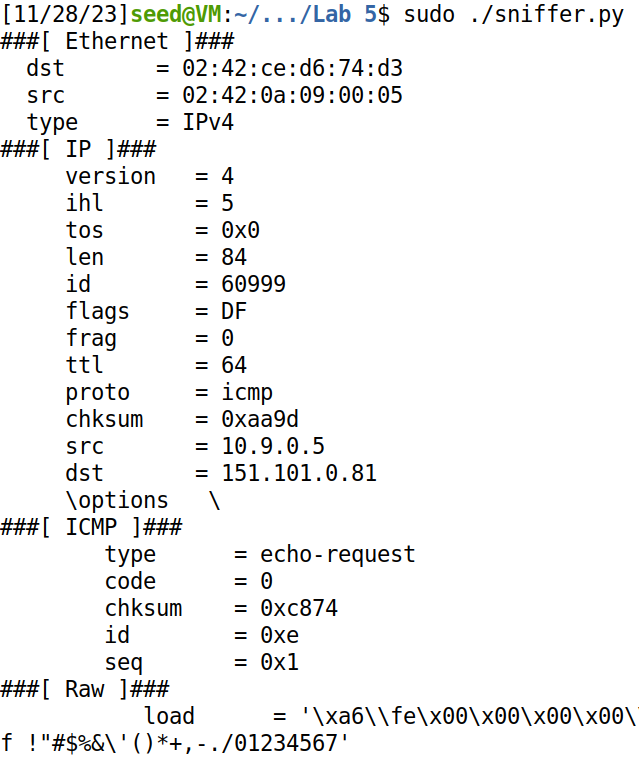 [11/28/23]seed@VM:~/.../Lab 5$ sudo ./sniffer.py
###[ Ethernet ]###
  dst       = 02:42:ce:d6:74:d3
  src       = 02:42:0a:09:00:05
  type      = IPv4
###[ IP ]###
     version   = 4
     ihl       = 5
     tos       = 0x0
     len       = 84
     id        = 60999
     flags     = DF
     frag      = 0
     ttl       = 64
     proto     = icmp
     chksum    = 0xaa9d
     src       = 10.9.0.5
     dst       = 151.101.0.81
     \options   \
###[ ICMP ]###
        type      = echo-request
        code      = 0
        chksum    = 0xc874
        id        = 0xe
        seq       = 0x1
###[ Raw ]###
           load      = '\xa6\\fe\x00\x00\x00\x00\
f !"#$%&\'()*+,-./01234567'